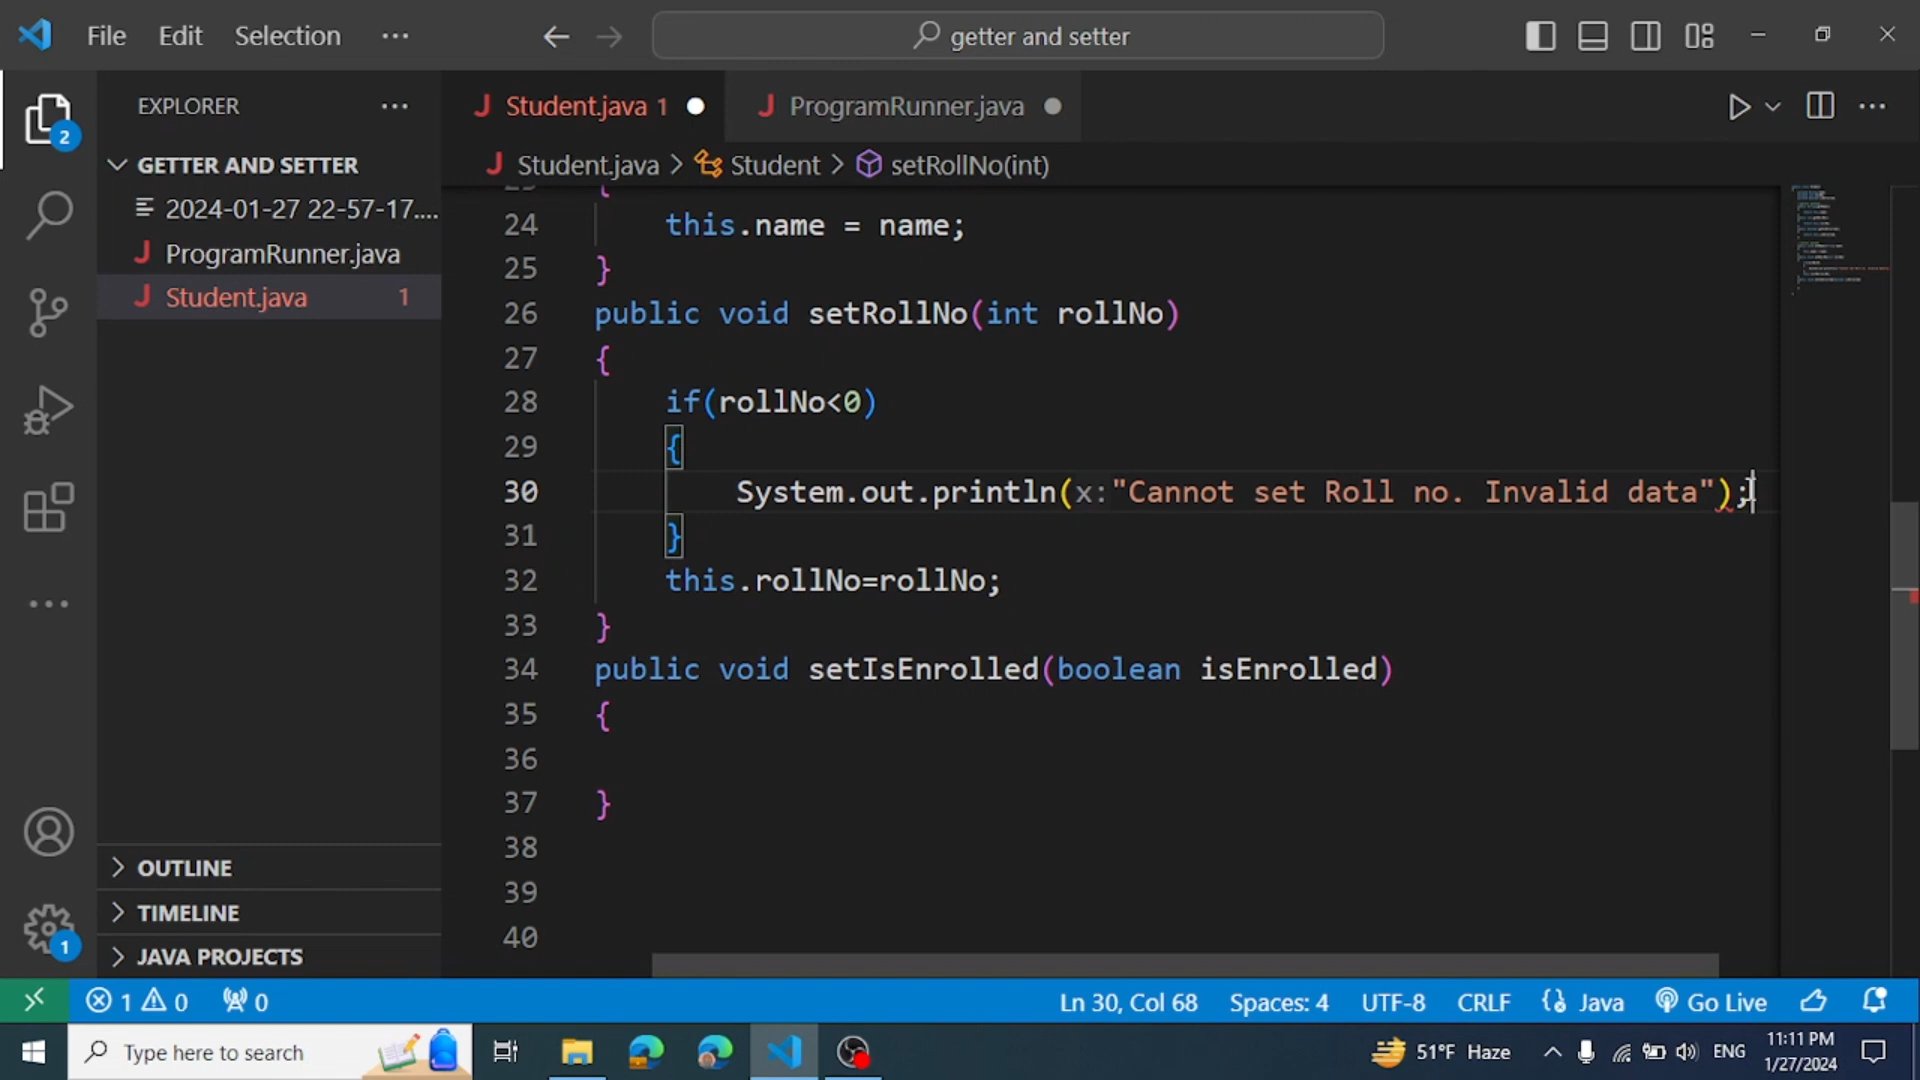 File Edit Selection ···
getter and setter
EXPLORER ···
Student.java 1
ProgramRunner.java
2
GETTER AND SETTER
Student.java > Student > setRollNo(int)
2024-01-27 22-57-17....
ProgramRunner.java
Student.java 1
{
24 this.name = name;
25 }
26 public void setRollNo(int rollNo)
27 {
28 if(rollNo<0)
29 {
30 System.out.println(x:"Cannot set Roll no. Invalid data");
31 }
32 this.rollNo=rollNo;
33 }
34 public void setIsEnrolled(boolean isEnrolled)
35 {
36
37 }
38
39
40
OUTLINE
TIMELINE
JAVA PROJECTS
1
1 0 0
Ln 30, Col 68 Spaces: 4 UTF-8 CRLF Java Go Live
Type here to search
51°F Haze ENG
11:11 PM
1/27/2024